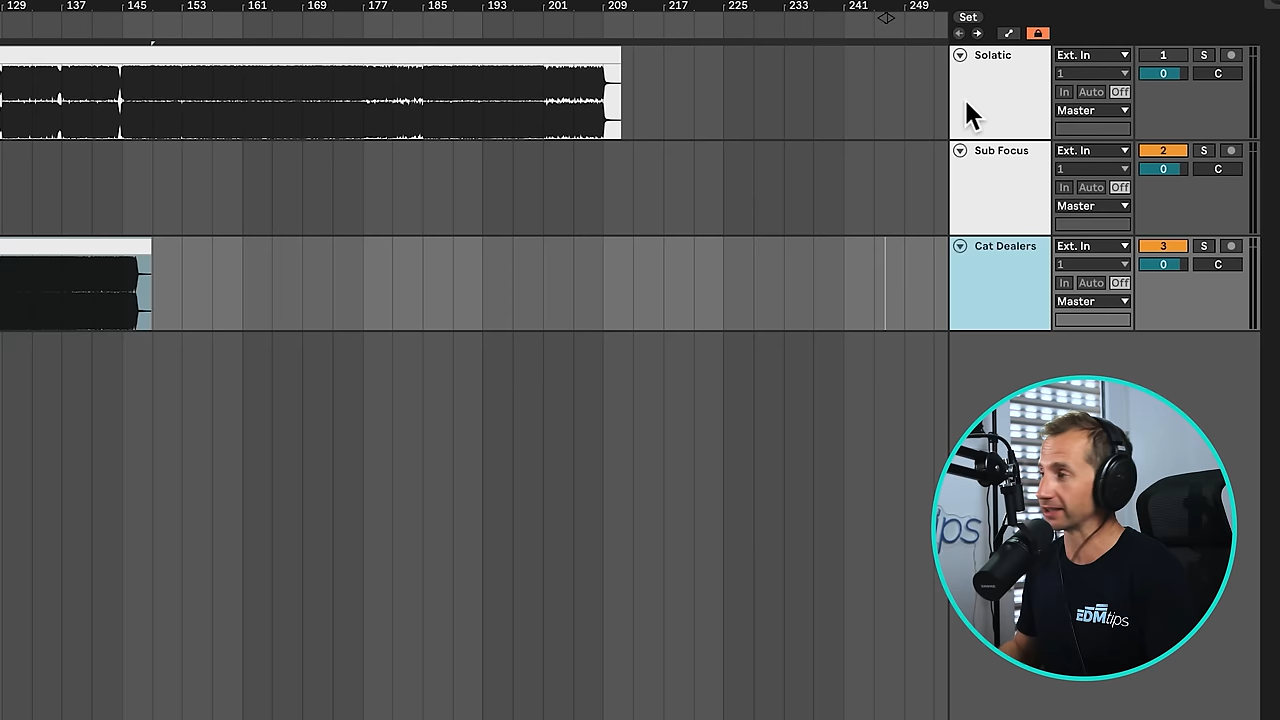 129 137 145 153 161 169 177 185 193 201 209 217 225 233 241 249
Set
Solatic Ext. In 1 S
1 0 C
In Auto Off
Master
Sub Focus Ext. In 2 S
1 0 C
In Auto Off
Master
Cat Dealers Ext. In 3 S
1 0 C
In Auto Off
Master
ips
EDMtips